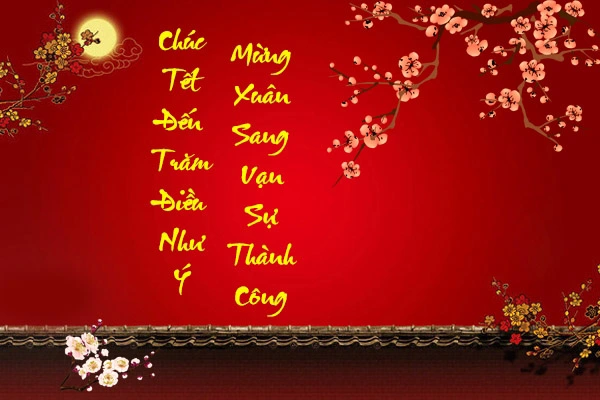 Chúc Tết Đến Trăm Điều Như Ý
Mừng Xuân Sang Vạn Sự Thành Công